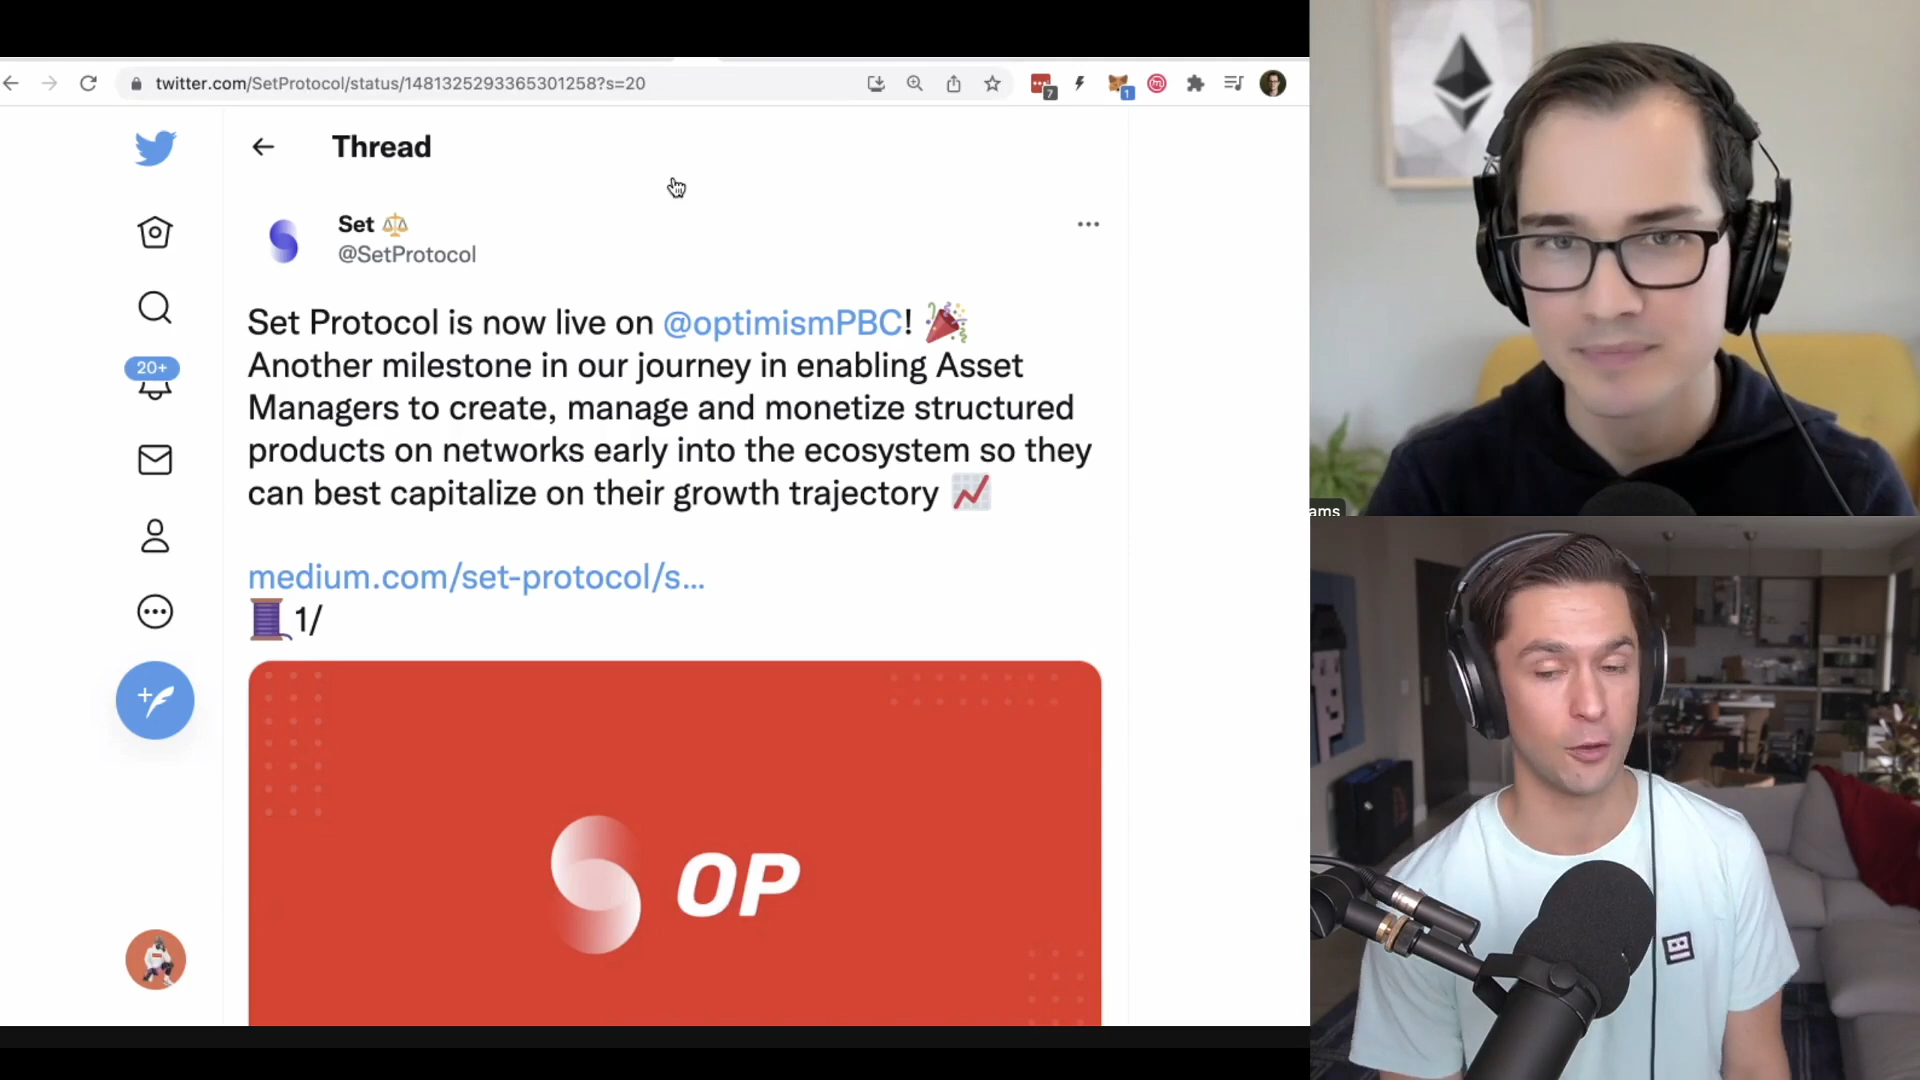 twitter.com/SetProtocol/status/1481325293365301258?s=20
7
1
Thread
Set
@SetProtocol
20+
Set Protocol is now live on @optimismPBC!
Another milestone in our journey in enabling Asset
Managers to create, manage and monetize structured
products on networks early into the ecosystem so they
can best capitalize on their growth trajectory
medium.com/set-protocol/s...
1/
OP
ams